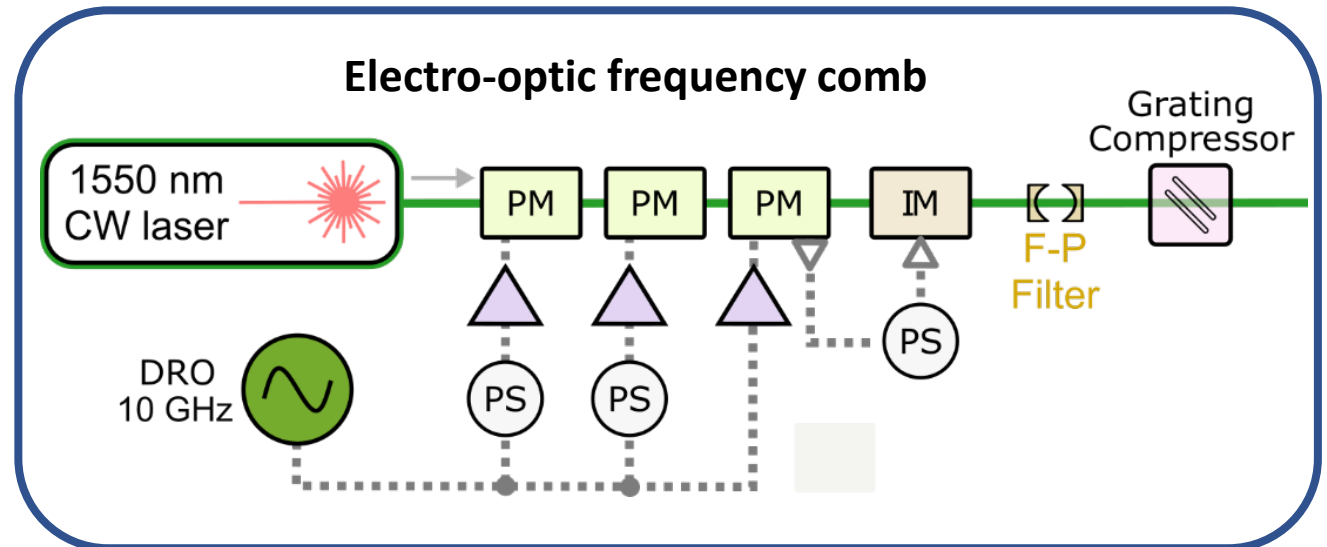 Electro-optic frequency comb
Grating
Compressor
1550 nm
CW laser
PM
PM
PM
IM
F-P
Filter
PS
DRO
10 GHz
PS
PS